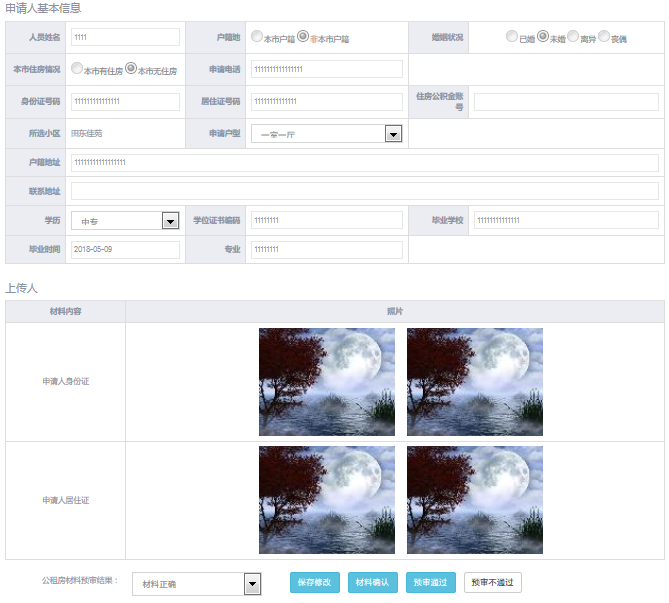 申请人基本信息
人员姓名 1111 户籍地 本市户籍 非本市户籍 婚姻状况 已婚 未婚 离异 丧偶
本市住房情况 本市有住房 本市无住房 申请电话 1111111111111111
身份证号码 111111111111111 居住证号码 11111111111111 住房公积金账号
所选小区 田东佳苑 申请户型 一室一厅
户籍地址 11111111111111111
联系地址
学历 中专 学位证书编码 11111111 毕业学校 11111111111111
毕业时间 2018-05-09 专业 11111111
上传人
材料内容 照片
申请人身份证
申请人居住证
公租房材料预审结果： 材料正确 保存修改 材料确认 预审通过 预审不通过